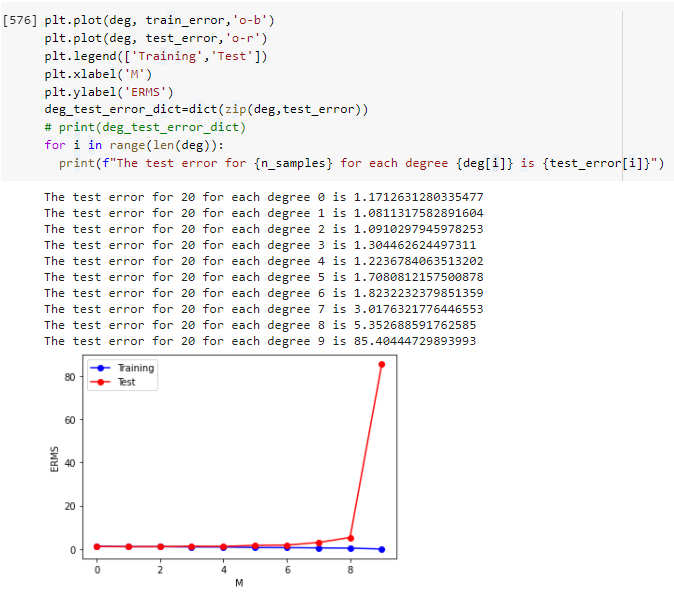 [576] plt.plot(deg, train_error,'o-b')
plt.plot(deg, test_error,'o-r')
plt.legend(['Training','Test'])
plt.xlabel('M')
plt.ylabel('ERMS')
deg_test_error_dict=dict(zip(deg,test_error))
# print(deg_test_error_dict)
for i in range(len(deg)):
  print(f"The test error for {n_samples} for each degree {deg[i]} is {test_error[i]}")
The test error for 20 for each degree 0 is 1.1712631280335477
The test error for 20 for each degree 1 is 1.0811317582891604
The test error for 20 for each degree 2 is 1.0910297945978253
The test error for 20 for each degree 3 is 1.304462624497311
The test error for 20 for each degree 4 is 1.2236784063513202
The test error for 20 for each degree 5 is 1.7080812157500878
The test error for 20 for each degree 6 is 1.8232232379851359
The test error for 20 for each degree 7 is 3.0176321776446553
The test error for 20 for each degree 8 is 5.352688591762585
The test error for 20 for each degree 9 is 85.40444729893993
Training
Test
80
60
40
20
0
ERMS
0 2 4 6 8
M